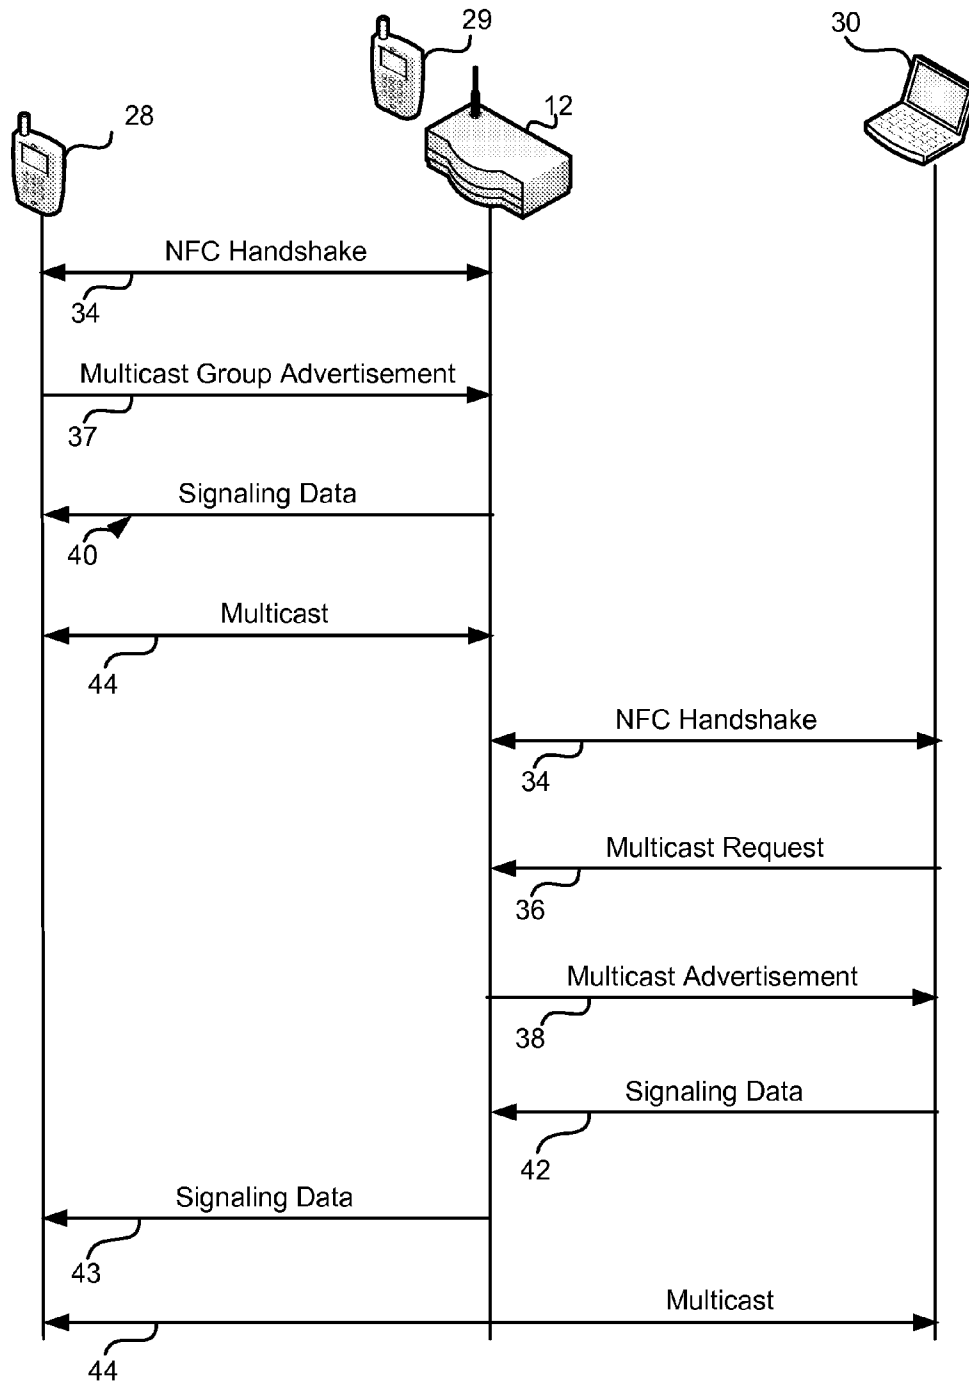 29
30
12
28
NFC Handshake
34
Multicast Group Advertisement
37
Signaling Data
40
Multicast
44
NFC Handshake
34
Multicast Request
36
Multicast Advertisement
38
Signaling Data
42
Signaling Data
43
Multicast
44